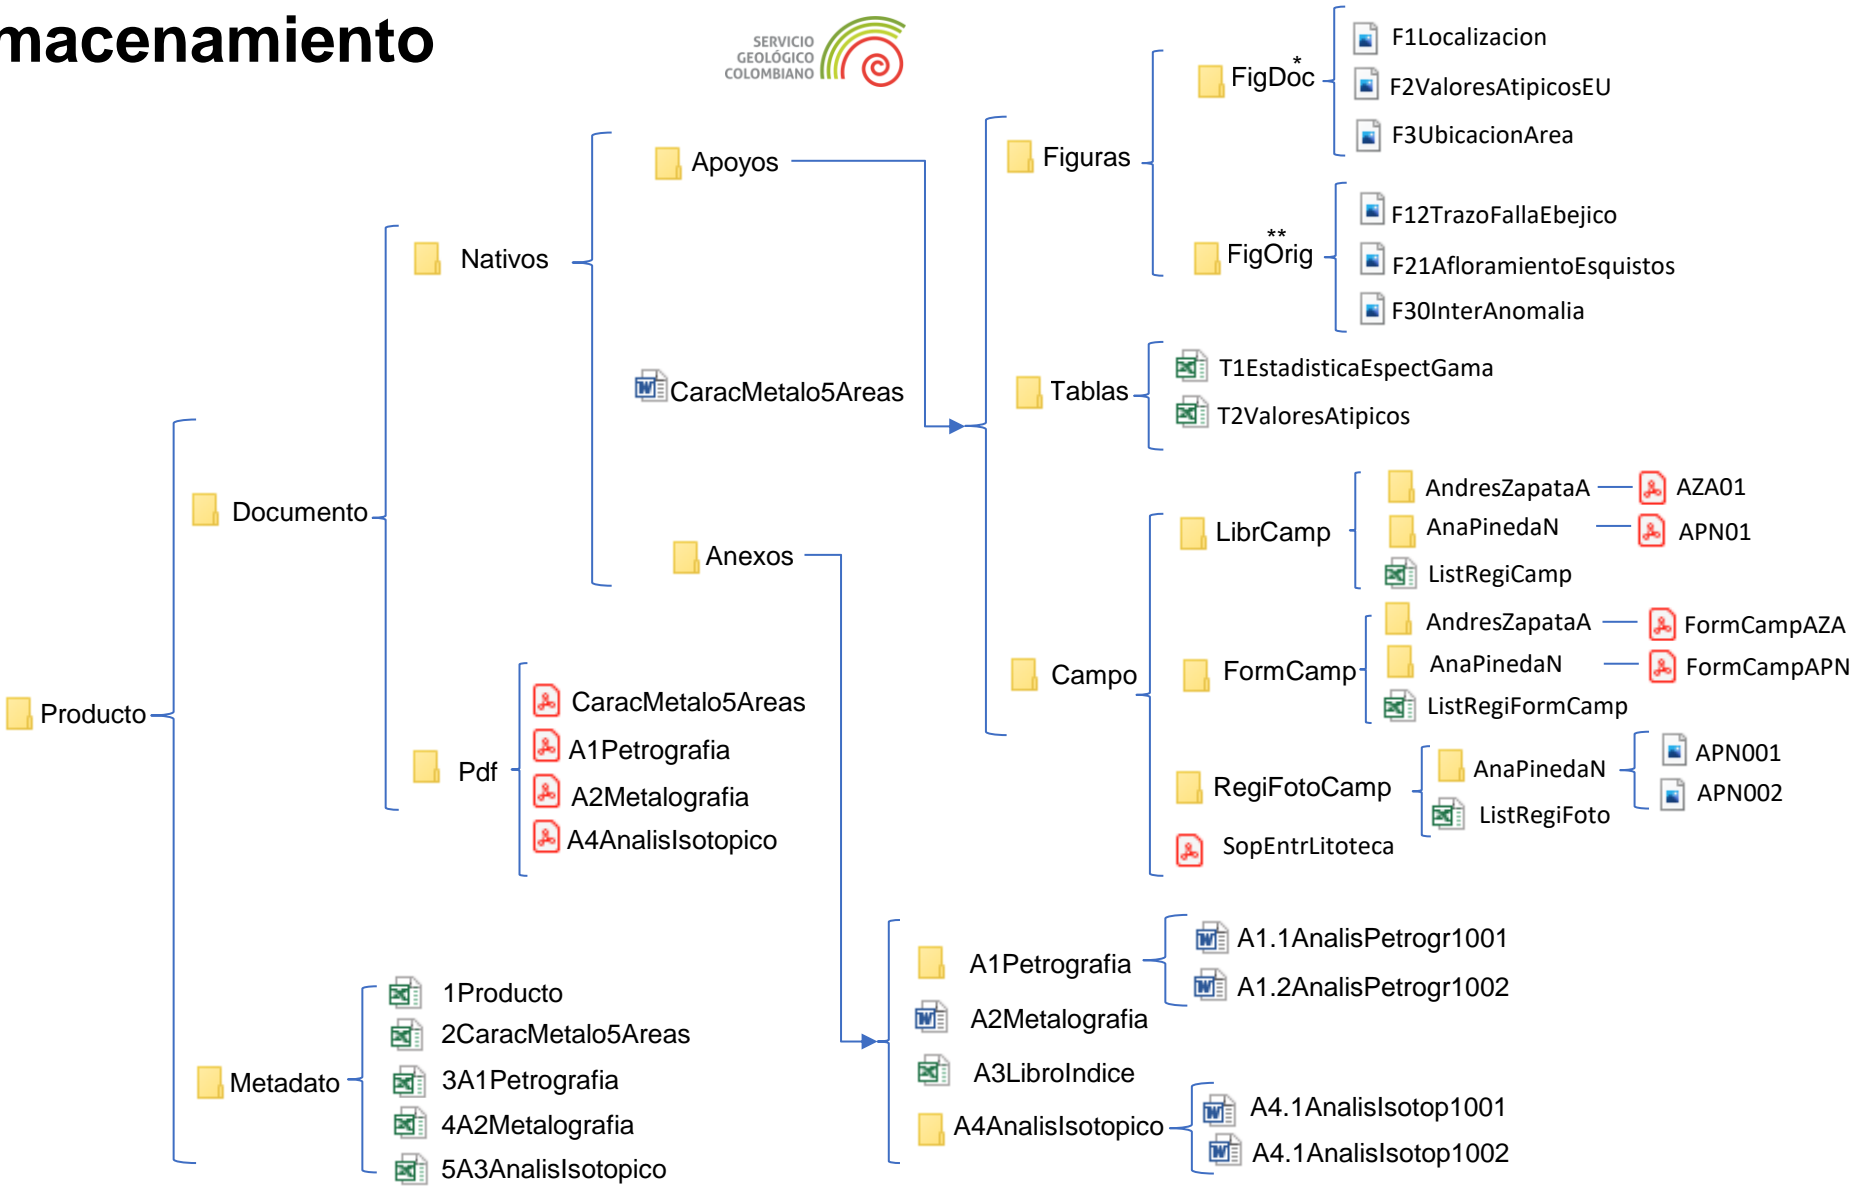 macenamiento
SERVICIO
GEOLÓGICO
COLOMBIANO
Producto
Documento
Nativos
Apoyos
CaracMetalo5Areas
Anexos
Pdf
CaracMetalo5Areas
A1Petrografia
A2Metalografia
A4AnalisIsotopico
Metadato
1Producto
2CaracMetalo5Areas
3A1Petrografia
4A2Metalografia
5A3AnalisIsotopico
Figuras
FigDoc*
F1Localizacion
F2ValoresAtipicosEU
F3UbicacionArea
FigOrig**
F12TrazoFallaEbejico
F21AfloramientoEsquistos
F30InterAnomalia
Tablas
T1EstadisticaEspectGama
T2ValoresAtipicos
Campo
LibrCamp
AndresZapataA
AZA01
AnaPinedaN
APN01
ListRegiCamp
FormCamp
AndresZapataA
FormCampAZA
AnaPinedaN
FormCampAPN
ListRegiFormCamp
RegiFotoCamp
AnaPinedaN
APN001
APN002
ListRegiFoto
SopEntrLitoteca
A1Petrografia
A1.1AnalisPetrogr1001
A1.2AnalisPetrogr1002
A2Metalografia
A3LibroIndice
A4AnalisIsotopico
A4.1AnalisIsotop1001
A4.1AnalisIsotop1002